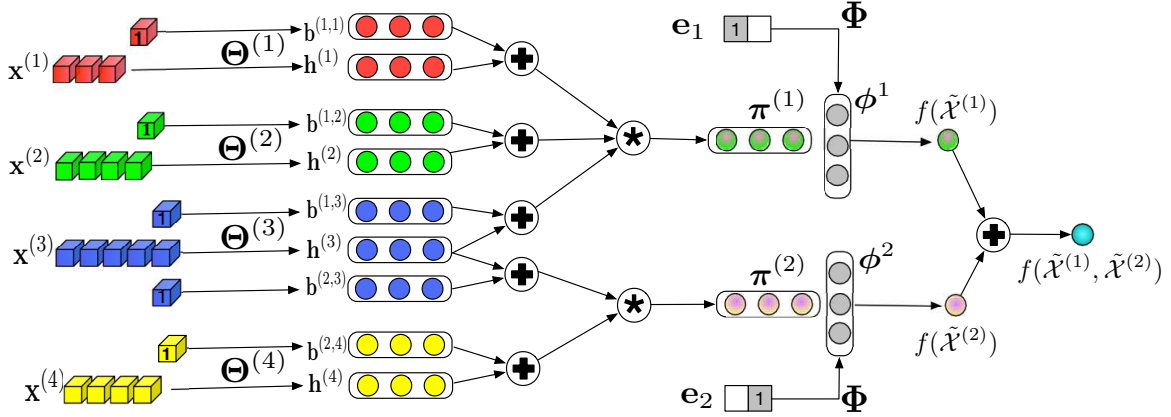 x^(1) 1 Θ^(1) b^(1,1)
h^(1)
x^(2) 1 Θ^(2) b^(1,2)
h^(2)
x^(3) 1 Θ^(3) b^(1,3)
h^(3)
1 b^(2,3)
x^(4) 1 Θ^(4) b^(2,4)
h^(4)
+ + + + +
* *
e_1 1 Φ
π^(1) ϕ^1 f(𝒳̃^(1))
π^(2) ϕ^2 f(𝒳̃^(2))
e_2 1 Φ
+ f(𝒳̃^(1), 𝒳̃^(2))